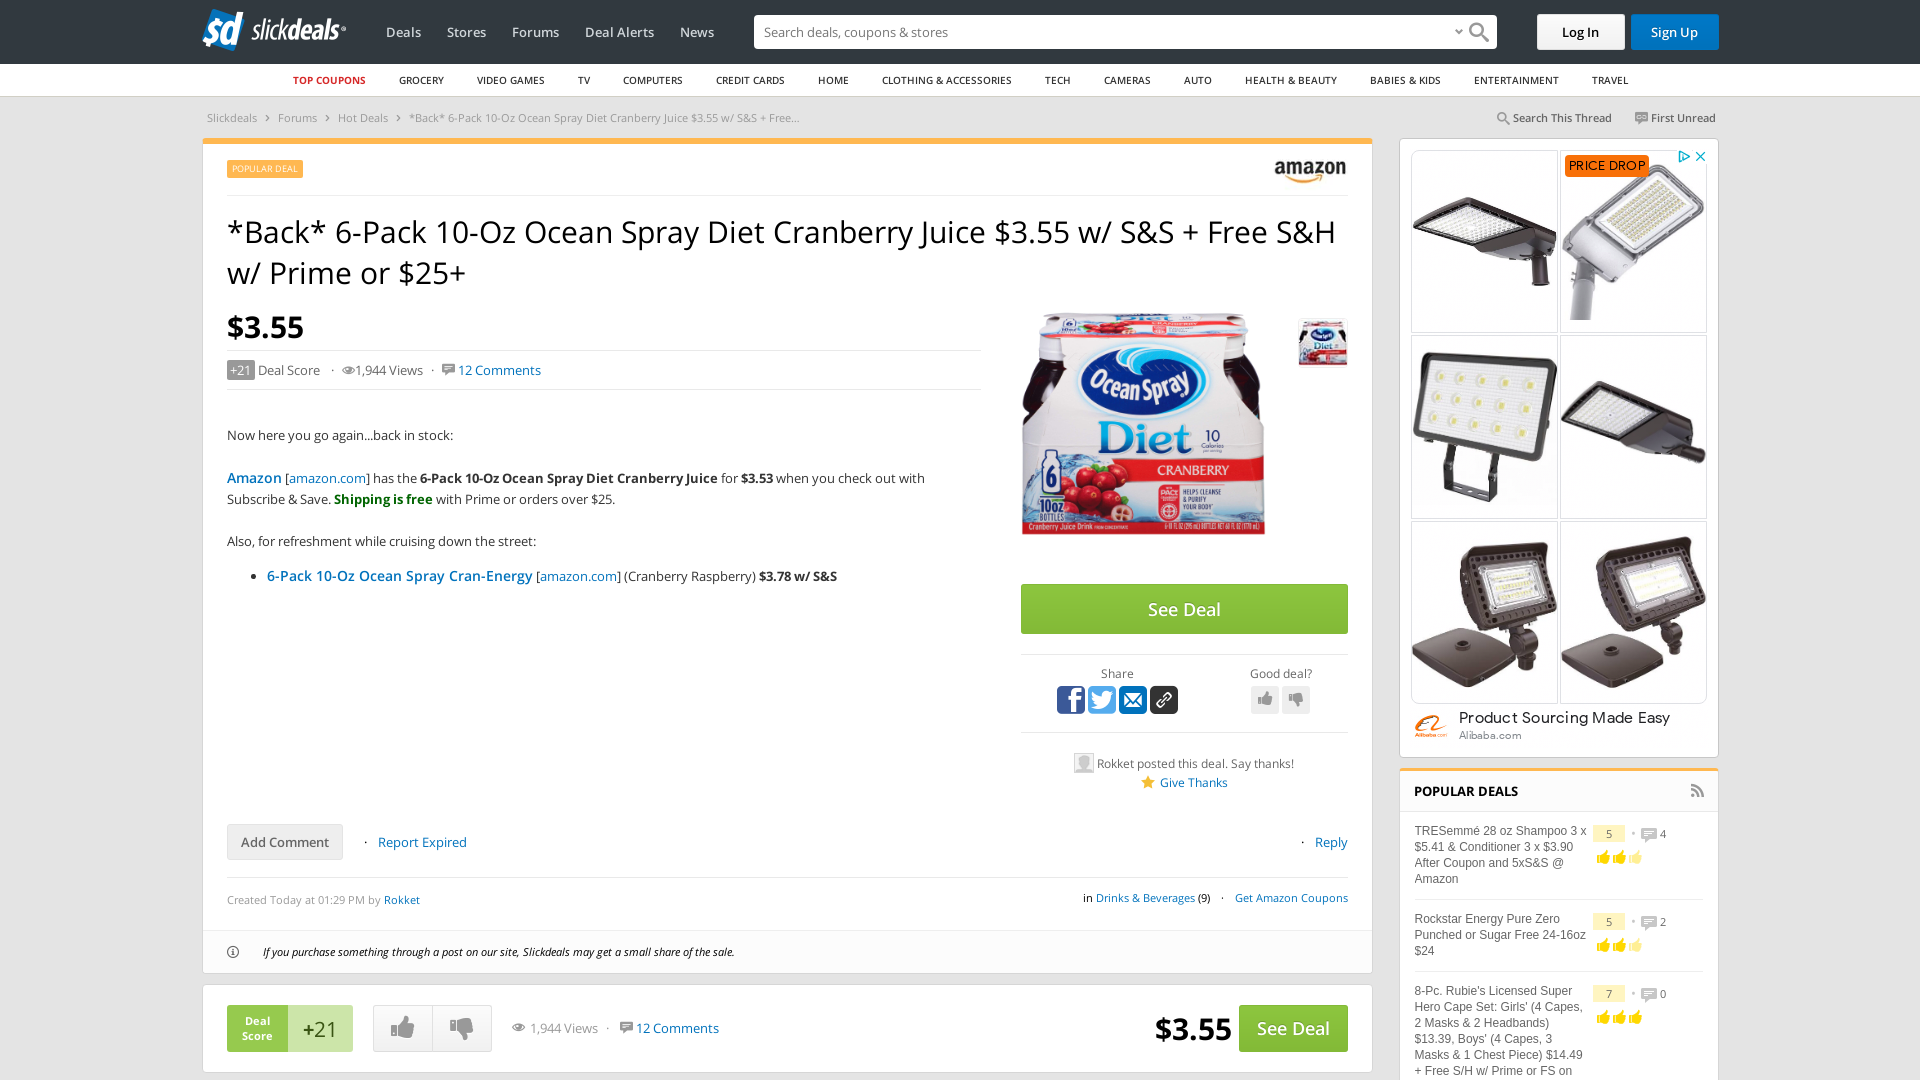 sd slickdeals
Deals
Stores
Forums
Deal Alerts
News
Search deals, coupons & stores
Log In
Sign Up
TOP COUPONS
GROCERY
VIDEO GAMES
TV
COMPUTERS
CREDIT CARDS
HOME
CLOTHING & ACCESSORIES
TECH
CAMERAS
AUTO
HEALTH & BEAUTY
BABIES & KIDS
ENTERTAINMENT
TRAVEL
Slickdeals > Forums > Hot Deals > *Back* 6-Pack 10-Oz Ocean Spray Diet Cranberry Juice $3.55 w/ S&S + Free...
Search This Thread
First Unread
POPULAR DEAL
amazon
*Back* 6-Pack 10-Oz Ocean Spray Diet Cranberry Juice $3.55 w/ S&S + Free S&H
w/ Prime or $25+
$3.55
+21 Deal Score · 1,944 Views · 12 Comments
Now here you go again...back in stock:
Amazon [amazon.com] has the 6-Pack 10-Oz Ocean Spray Diet Cranberry Juice for $3.53 when you check out with
Subscribe & Save. Shipping is free with Prime or orders over $25.
Also, for refreshment while cruising down the street:
• 6-Pack 10-Oz Ocean Spray Cran-Energy [amazon.com] (Cranberry Raspberry) $3.78 w/ S&S
Ocean Spray
Diet
10
Calories
CRANBERRY
6
10OZ
BOTTLES
HELPS CLEANSE
& PURIFY
YOUR BODY
Cranberry Juice Drink
See Deal
Share
Good deal?
Rokket posted this deal. Say thanks!
Give Thanks
Add Comment
· Report Expired
· Reply
Created Today at 01:29 PM by Rokket
in Drinks & Beverages (9) · Get Amazon Coupons
If you purchase something through a post on our site, Slickdeals may get a small share of the sale.
Deal
Score
+21
1,944 Views · 12 Comments
$3.55
See Deal
PRICE DROP
Product Sourcing Made Easy
Alibaba.com
Alibaba.com
POPULAR DEALS
TRESemmé 28 oz Shampoo 3 x
$5.41 & Conditioner 3 x $3.90
After Coupon and 5xS&S @
Amazon
5 • 4
Rockstar Energy Pure Zero
Punched or Sugar Free 24-16oz
$24
5 • 2
8-Pc. Rubie's Licensed Super
Hero Cape Set: Girls' (4 Capes,
2 Masks & 2 Headbands)
$13.39, Boys' (4 Capes, 3
Masks & 1 Chest Piece) $14.49
+ Free S/H w/ Prime or FS on
7 • 0